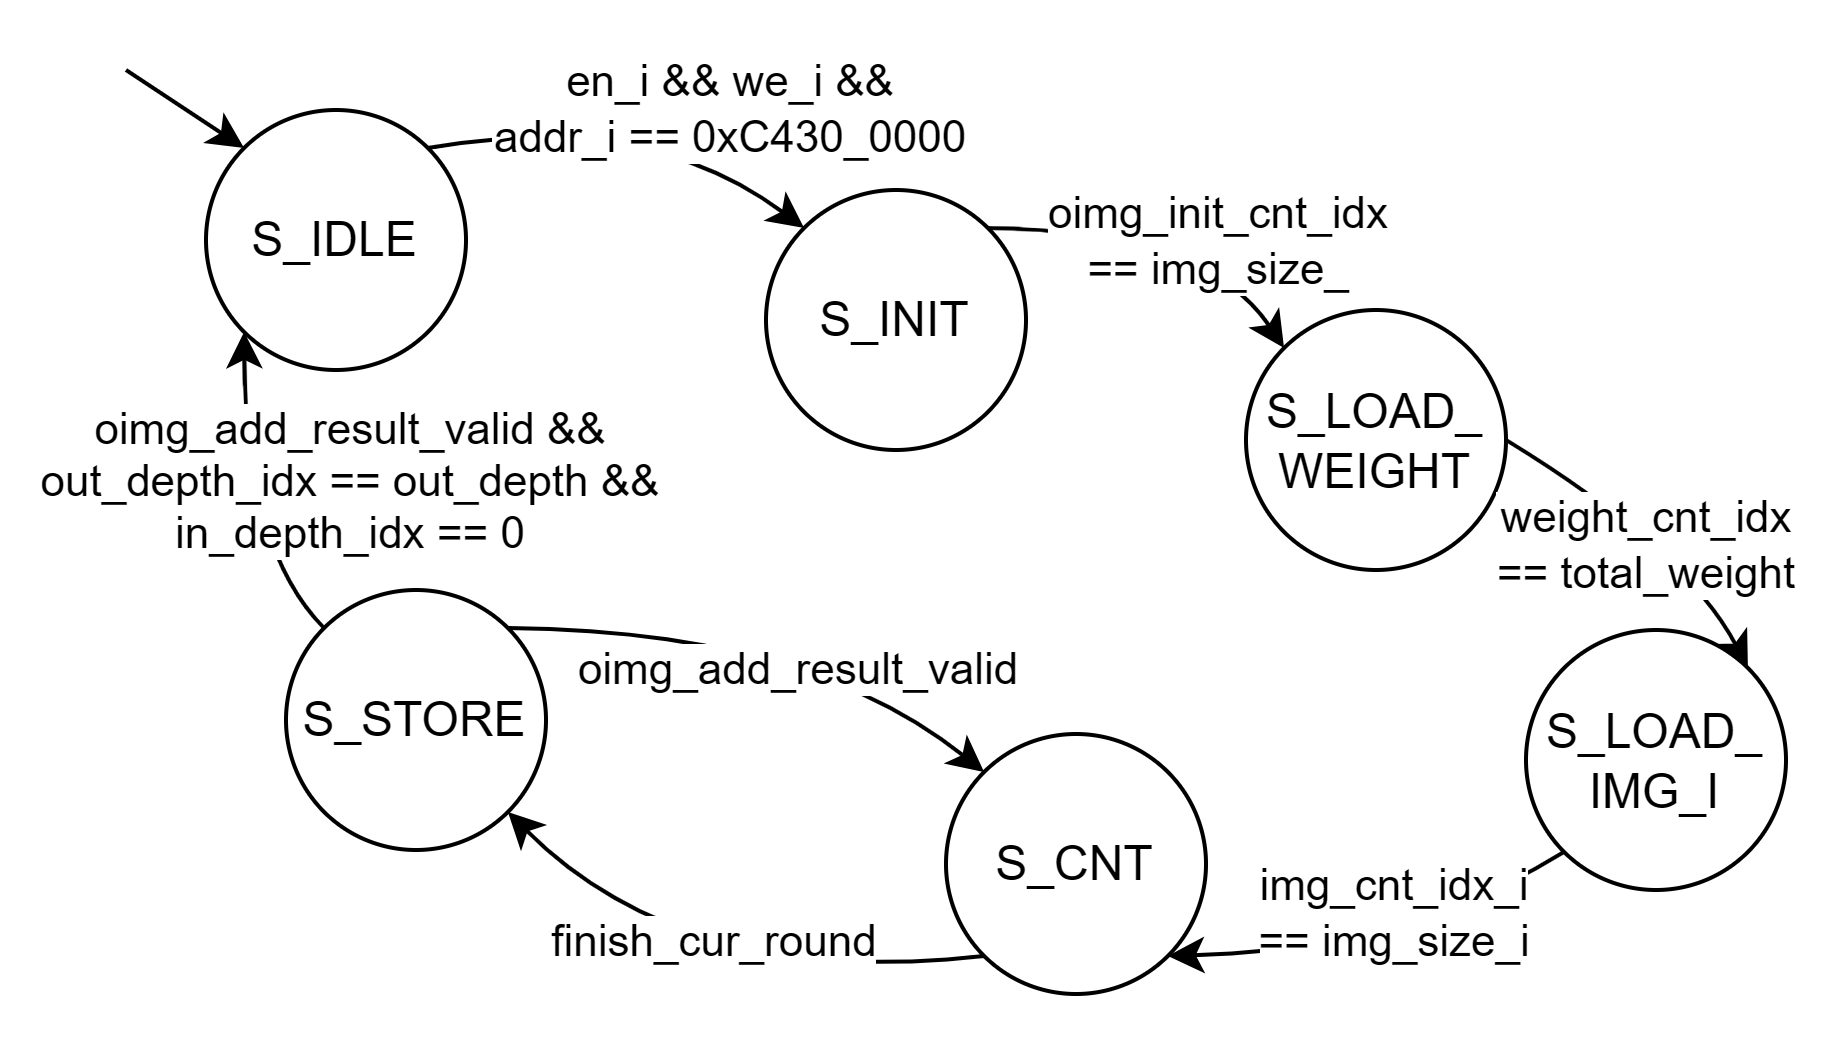 en_i && we_i &&
addr_i == 0xC430_0000
S_IDLE
oimg_init_cnt_idx
== img_size_
S_INIT
S_LOAD_
WEIGHT
oimg_add_result_valid &&
out_depth_idx == out_depth &&
in_depth_idx == 0
weight_cnt_idx
== total_weight
oimg_add_result_valid
S_STORE
S_LOAD_
IMG_I
S_CNT
img_cnt_idx_i
== img_size_i
finish_cur_round